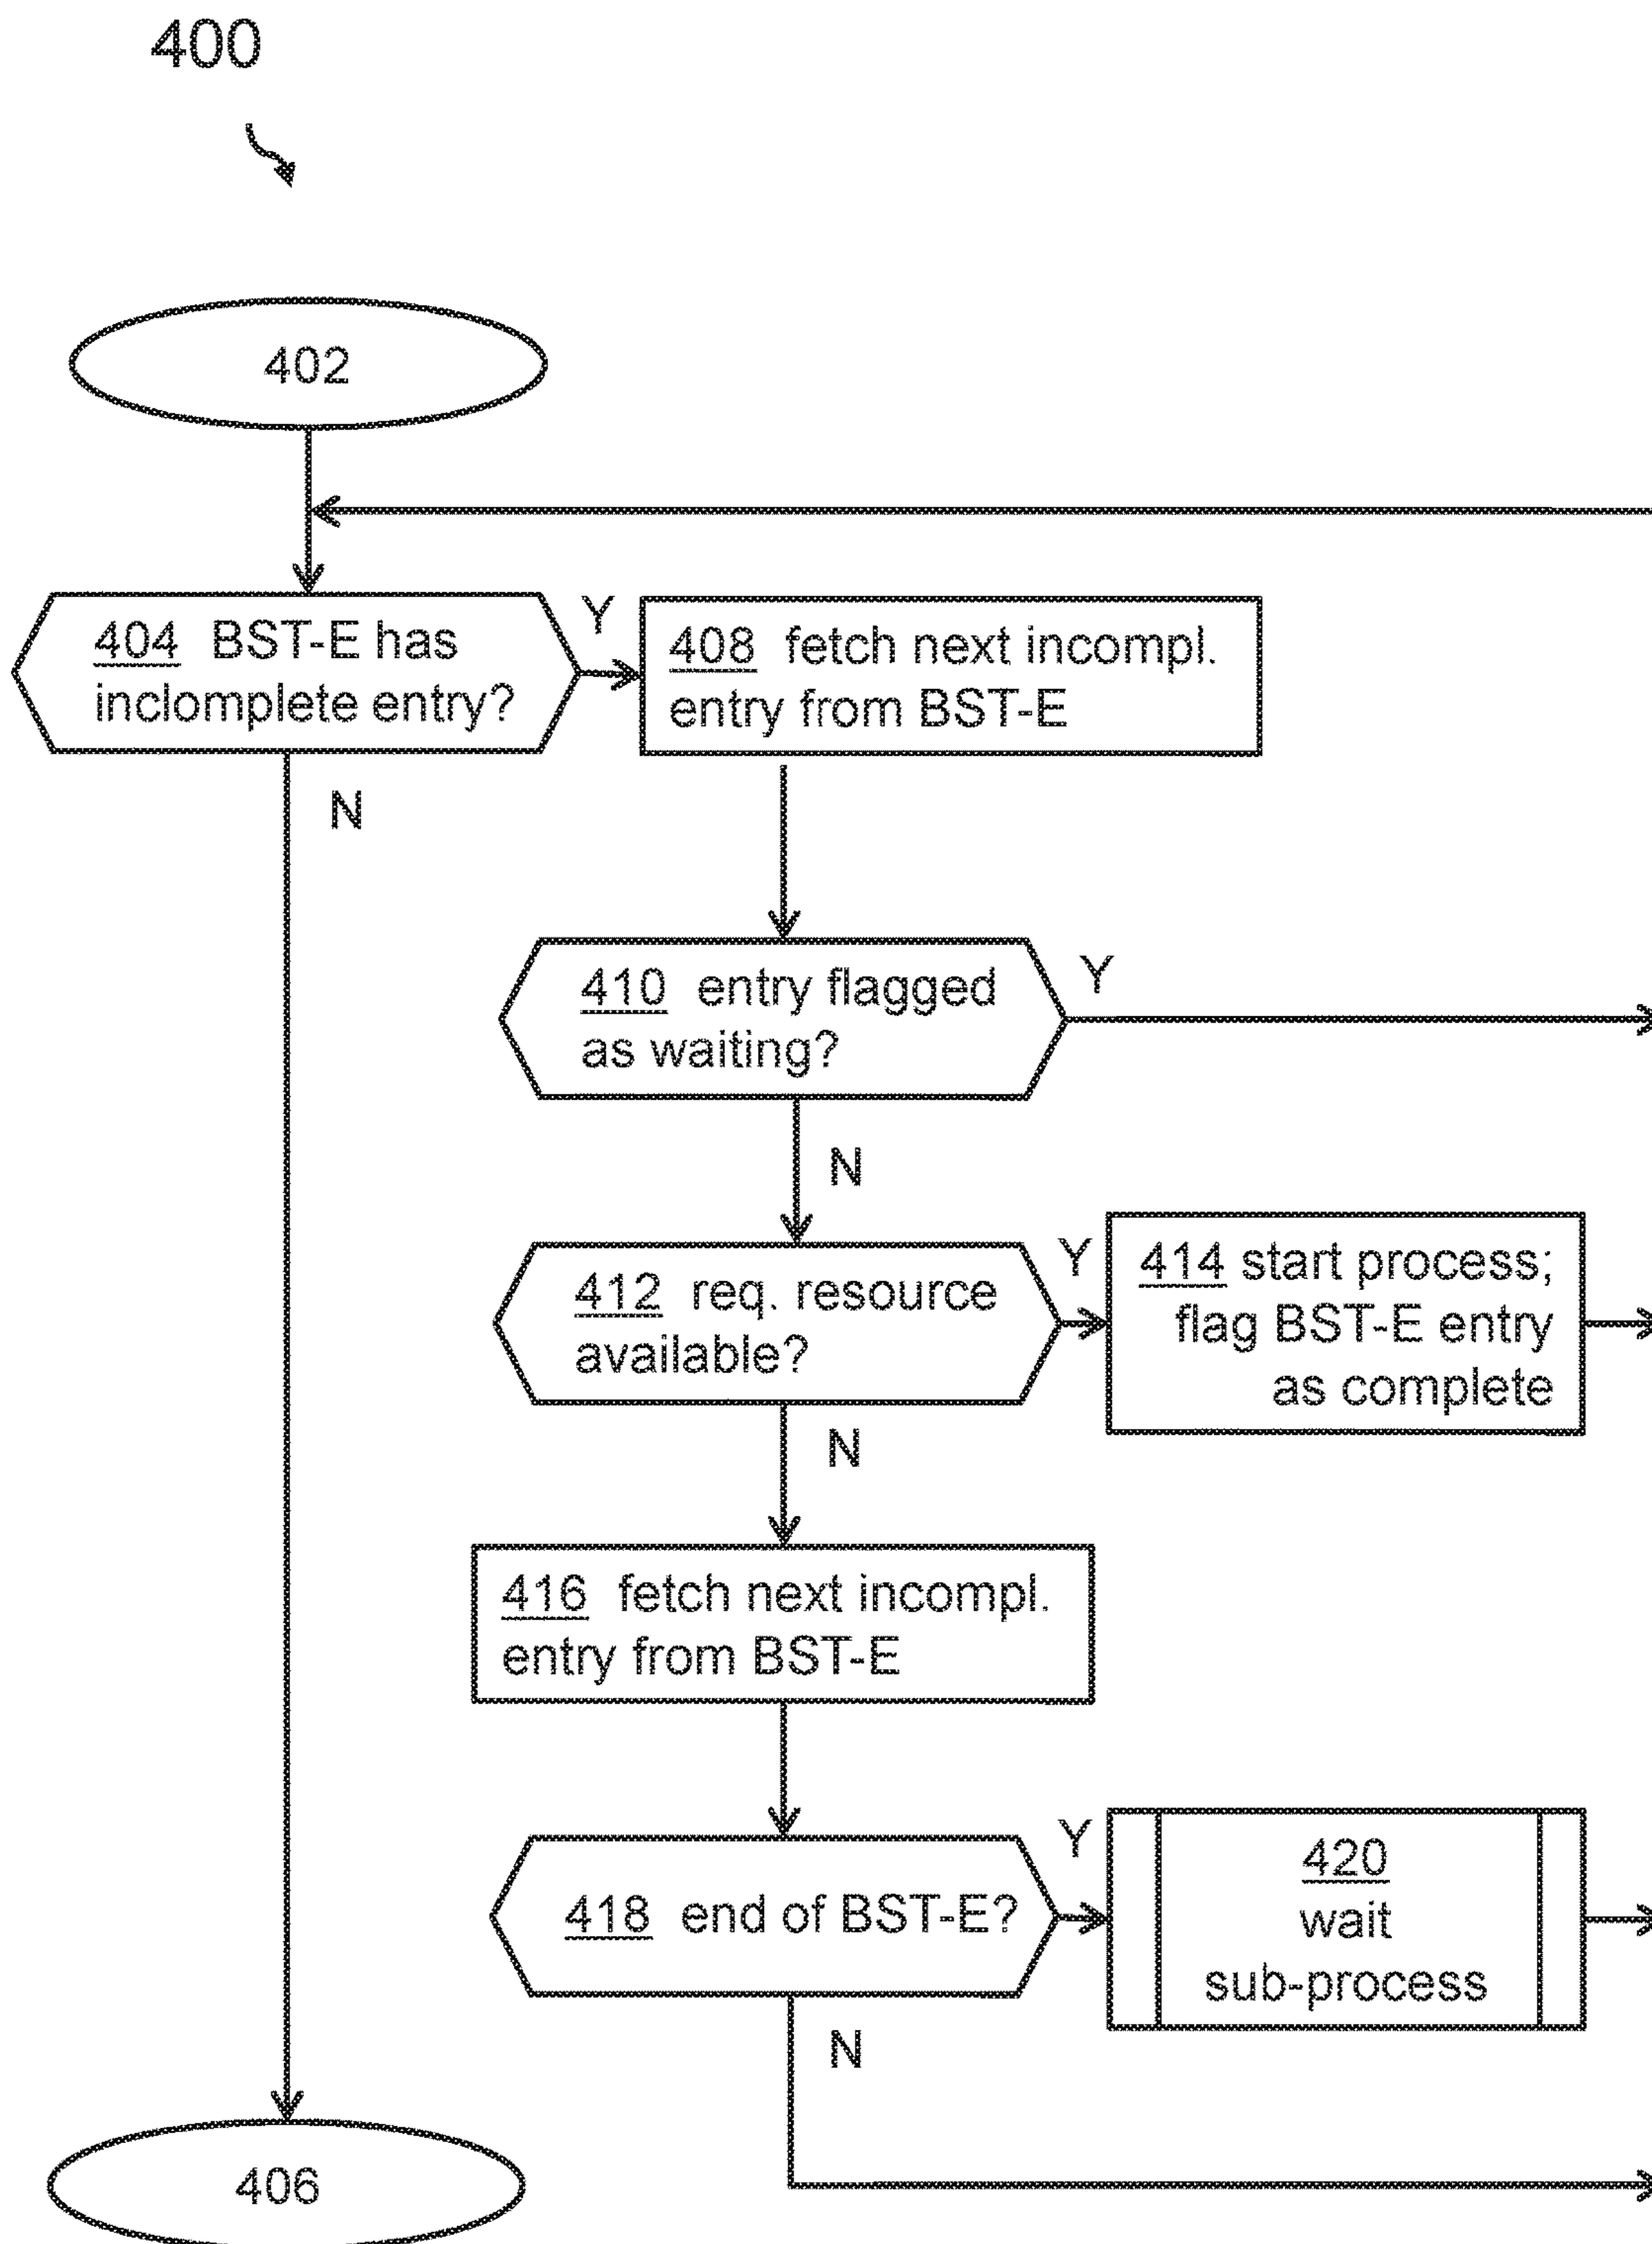 400
402
404 BST-E has
inclomplete entry?
Y
408 fetch next incompl.
entry from BST-E
N
410 entry flagged
as waiting?
Y
N
412 req. resource
available?
Y
414 start process;
flag BST-E entry
as complete
N
416 fetch next incompl.
entry from BST-E
418 end of BST-E?
Y
420
wait
sub-process
N
406